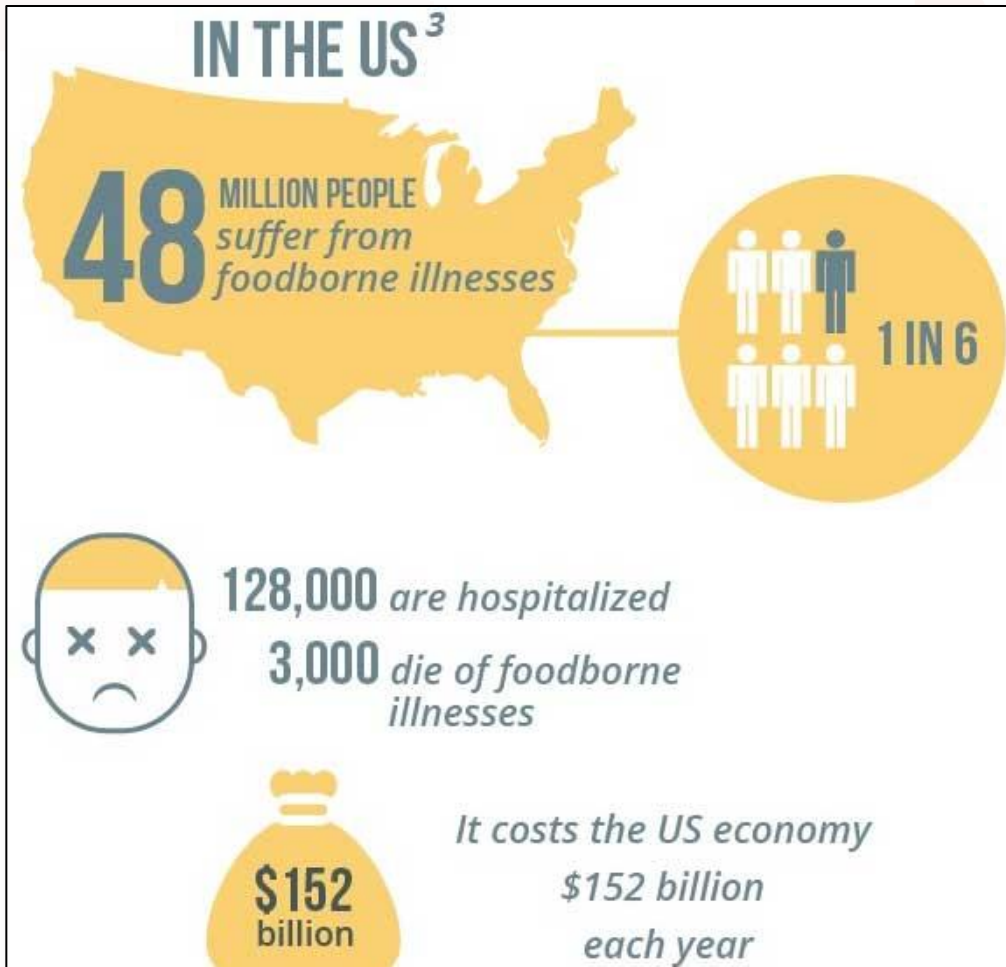 IN THE US³
48 MILLION PEOPLE
suffer from
foodborne illnesses
1 IN 6
128,000 are hospitalized
3,000 die of foodborne
illnesses
$152
billion
It costs the US economy
$152 billion
each year